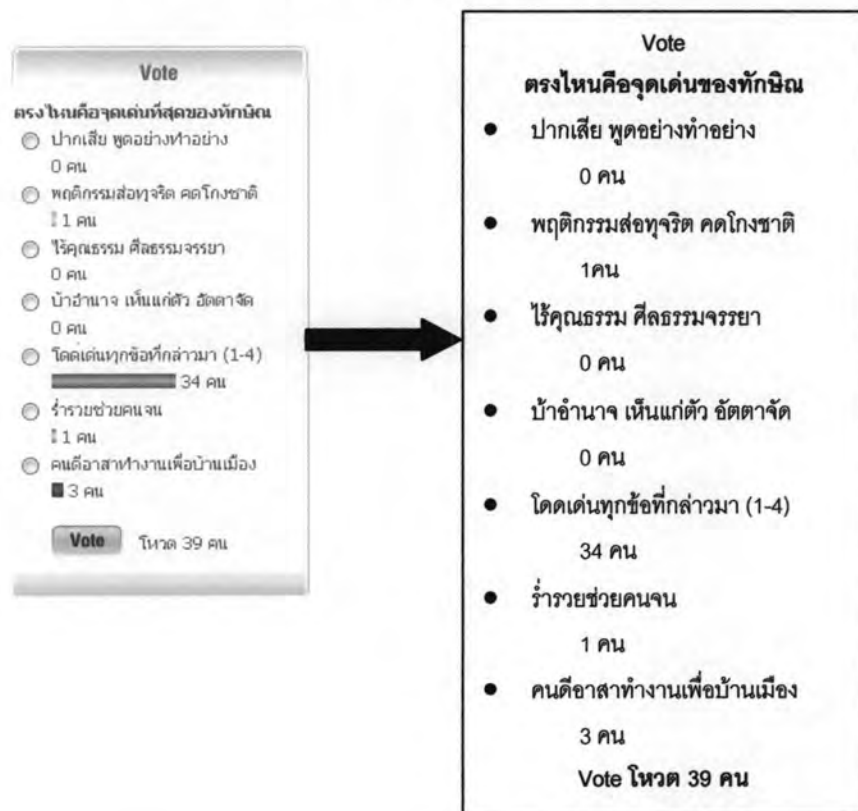 Vote
ตรงไหนคือจุดเด่นที่สุดของทักษิณ
ปากเสีย พูดอย่างทำอย่าง
0 คน
พฤติกรรมส่อทุจริต คดโกงชาติ
1 คน
ไร้คุณธรรม ศีลธรรมจรรยา
0 คน
บ้าอำนาจ เห็นแก่ตัว อัตตาจัด
0 คน
โดดเด่นทุกข้อที่กล่าวมา (1-4)
34 คน
ร่ำรวยช่วยคนจน
1 คน
คนดีอาสาทำงานเพื่อบ้านเมือง
3 คน
Vote โหวต 39 คน
Vote
ตรงไหนคือจุดเด่นของทักษิณ
● ปากเสีย พูดอย่างทำอย่าง
0 คน
● พฤติกรรมส่อทุจริต คดโกงชาติ
1คน
● ไร้คุณธรรม ศีลธรรมจรรยา
0 คน
● บ้าอำนาจ เห็นแก่ตัว อัตตาจัด
0 คน
● โดดเด่นทุกข้อที่กล่าวมา (1-4)
34 คน
● ร่ำรวยช่วยคนจน
1 คน
● คนดีอาสาทำงานเพื่อบ้านเมือง
3 คน
Vote โหวต 39 คน